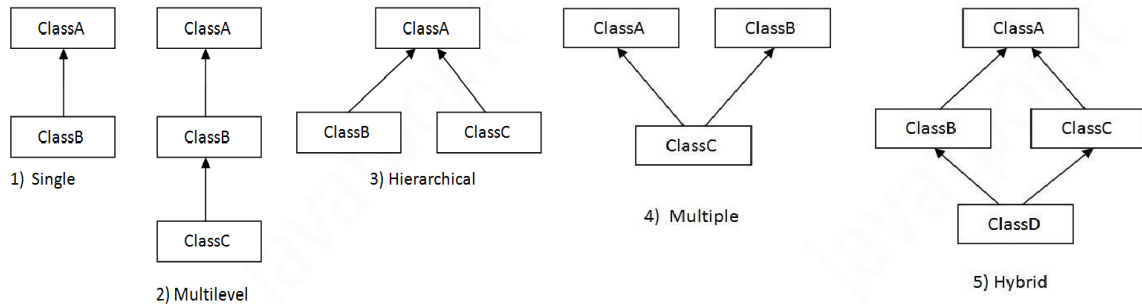 ClassA
ClassB
1) Single
ClassA
ClassB
ClassC
2) Multilevel
ClassA
ClassB
ClassC
3) Hierarchical
ClassA
ClassB
ClassC
4) Multiple
ClassA
ClassB
ClassC
ClassD
5) Hybrid